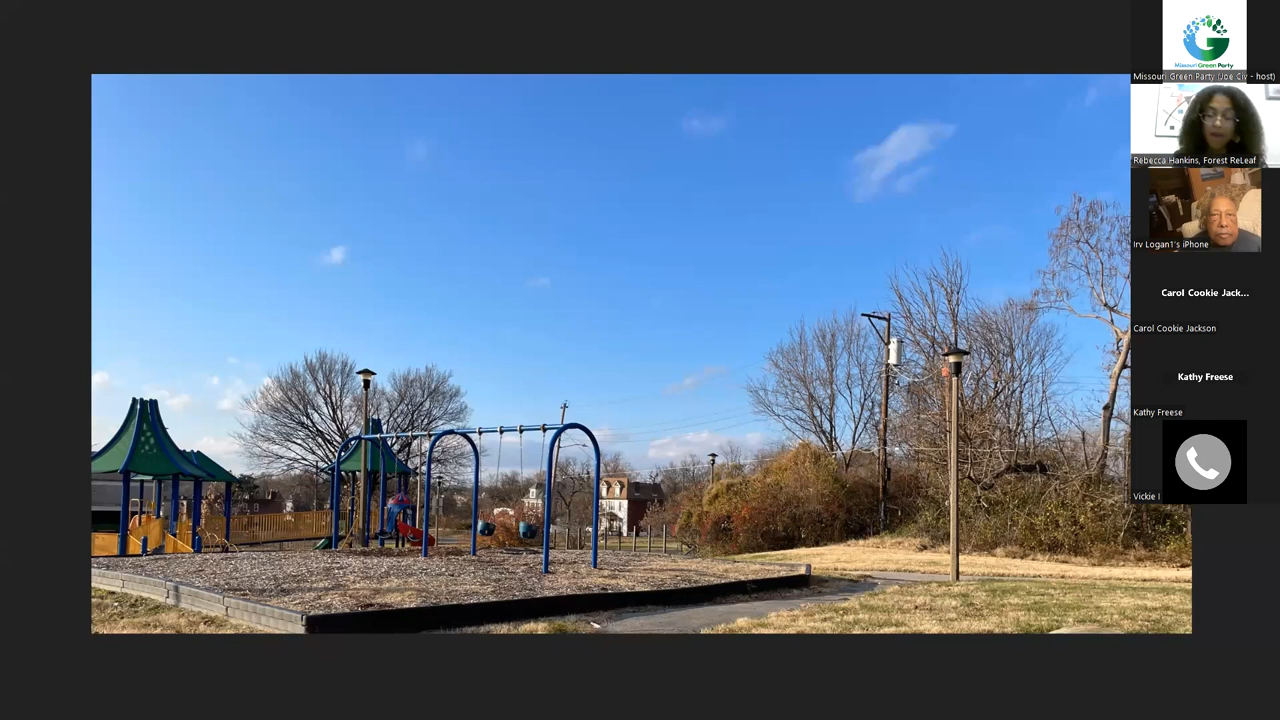 Missouri Green Party
Missouri Green Party (Joe Civ - host)
Rebecca Hankins, Forest ReLeaf
Irv Logan1's iPhone
Carol Cookie Jack...
Carol Cookie Jackson
Kathy Freese
Kathy Freese
Vickie I